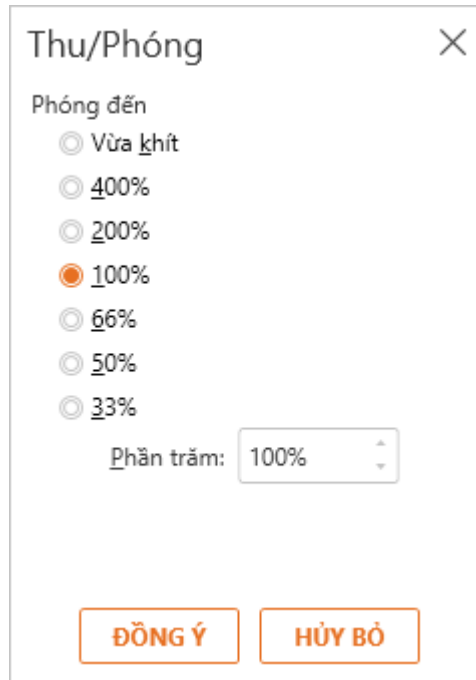 Thu/Phóng
Phóng đến
Vừa khít
400%
200%
100%
66%
50%
33%
Phần trăm: 100%
ĐỒNG Ý HỦY BỎ